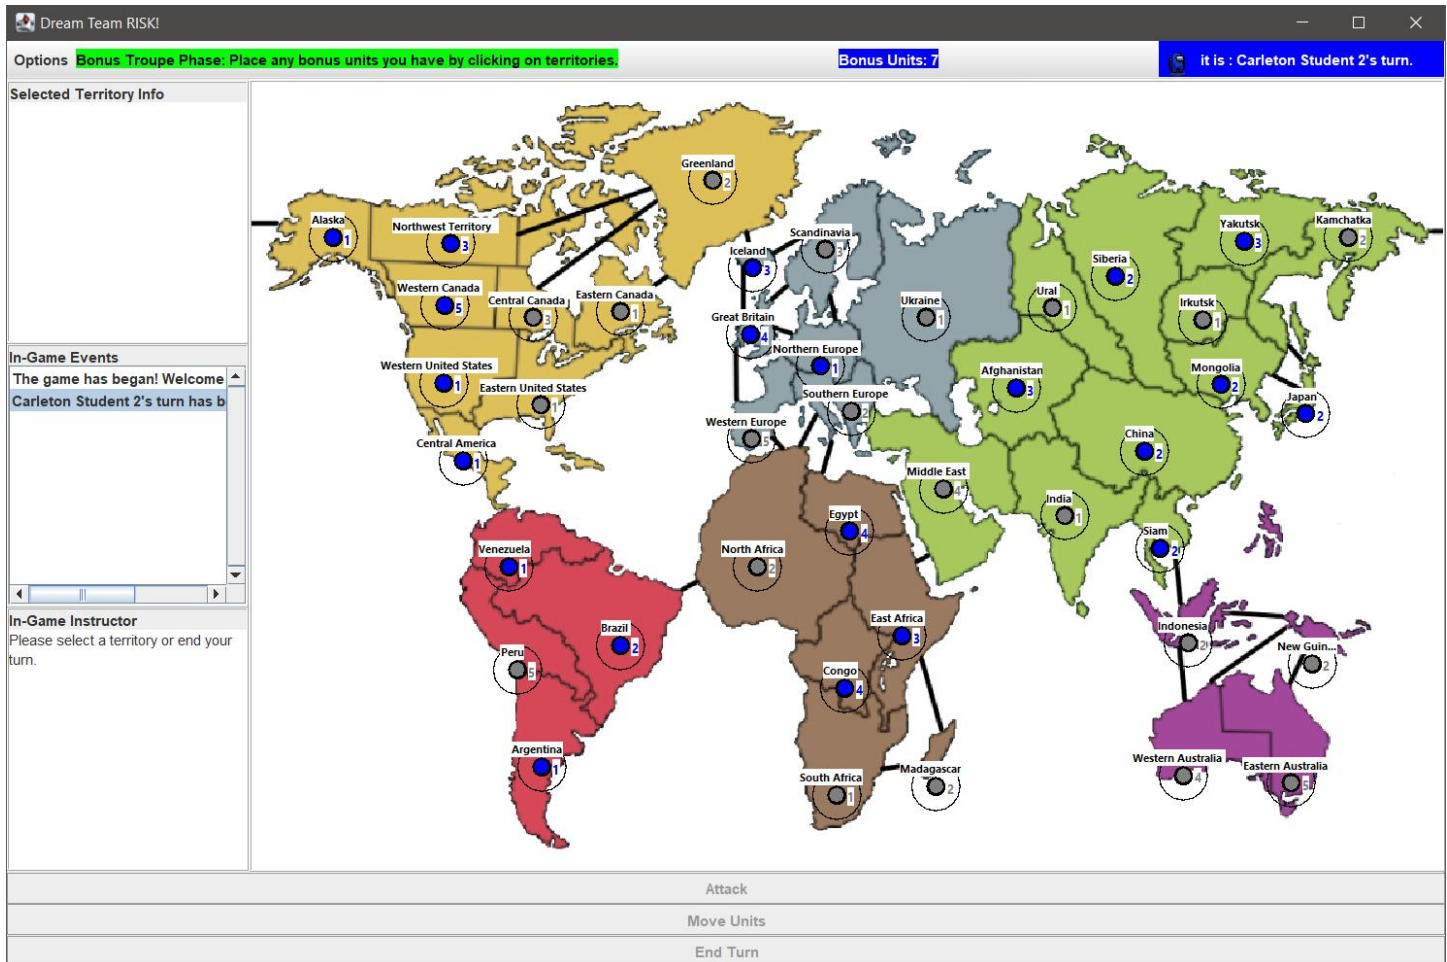 Dream Team RISK!
Options Bonus Troupe Phase: Place any bonus units you have by clicking on territories. Bonus Units: 7 it is : Carleton Student 2's turn.
Selected Territory Info
In-Game Events
The game has began! Welcome
Carleton Student 2's turn has b
In-Game Instructor
Please select a territory or end your
turn.
Greenland
2
Alaska
1
Northwest Territory
3
Western Canada
5
Central Canada
3
Eastern Canada
1
Western United States
1
Eastern United States
1
Central America
1
Venezuela
1
Brazil
2
Peru
5
Argentina
1
Iceland
3
Scandinavia
3
Great Britain
4
Northern Europe
1
Ukraine
1
Southern Europe
2
Western Europe
5
North Africa
2
Egypt
4
East Africa
3
Congo
4
South Africa
1
Madagascar
2
Ural
1
Siberia
2
Yakutsk
3
Kamchatka
2
Irkutsk
1
Mongolia
2
Japan
2
Afghanistan
3
China
2
Middle East
4
India
1
Siam
2
Indonesia
2
New Guin...
2
Western Australia
4
Eastern Australia
5
Attack
Move Units
End Turn